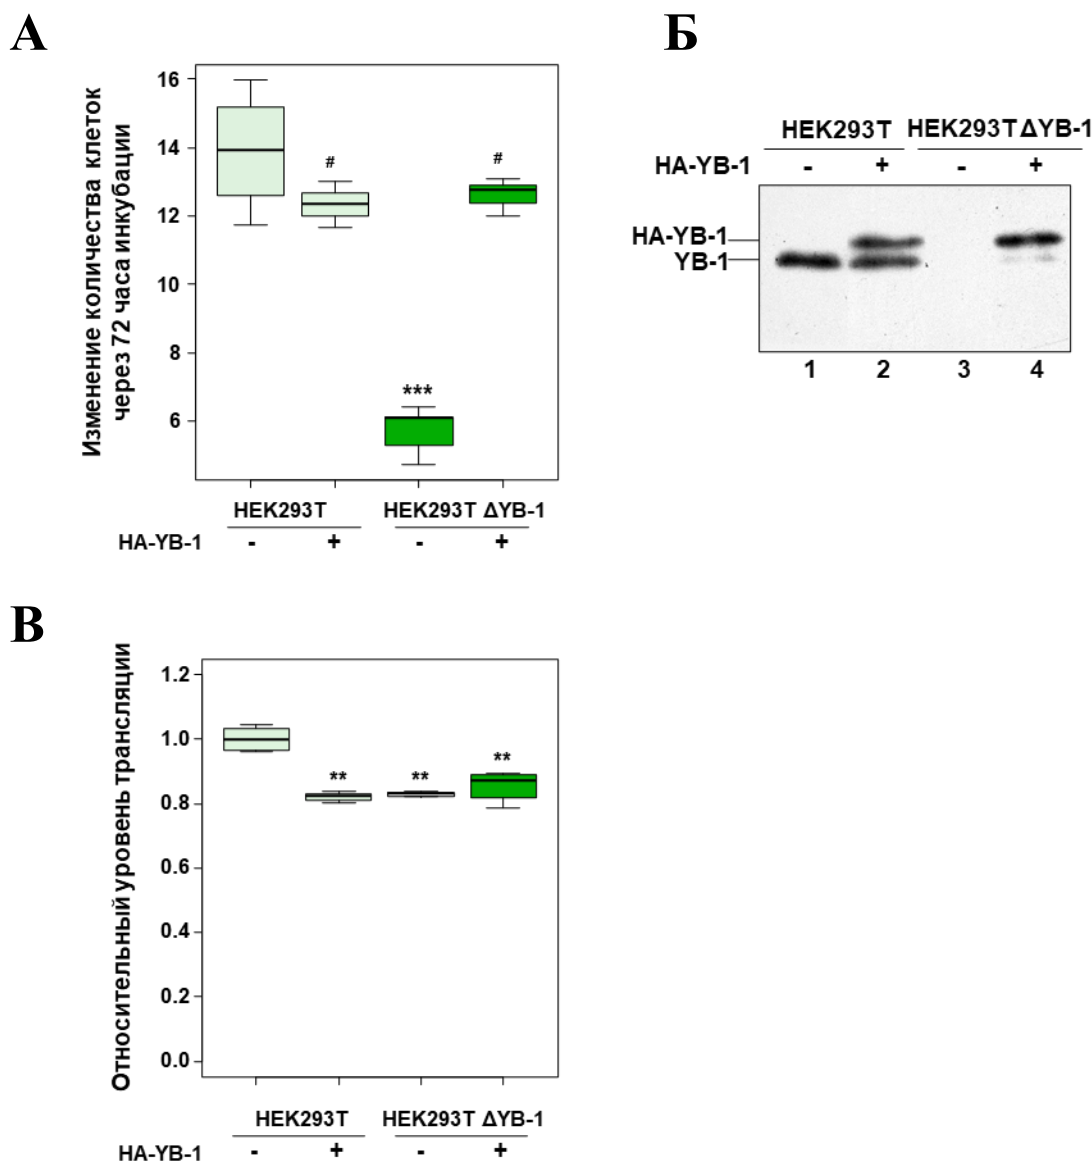 А
Изменение количества клеток
через 72 часа инкубации
16
14
12
10
8
6
#
***
#
HEK293T HEK293T ΔYB-1
HA-YB-1 - + - +
Б
HEK293T HEK293TΔYB-1
HA-YB-1 - + - +
HA-YB-1
YB-1
1 2 3 4
В
Относительный уровень трансляции
1.2
1.0
0.8
0.6
0.4
0.2
0.0
** ** **
HEK293T HEK293T ΔYB-1
HA-YB-1 - + - +